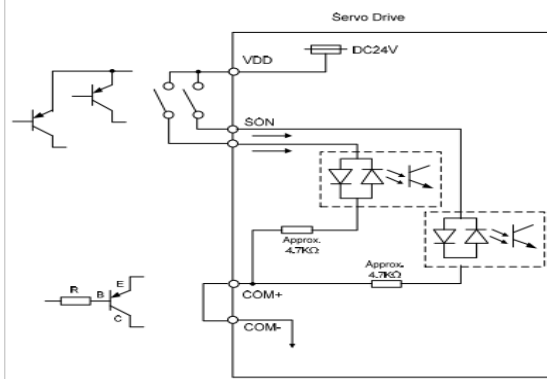 Servo Drive
VDD
DC24V
SON
Approx.
4.7KΩ
Approx.
4.7KΩ
R
B
E
C
COM+
COM-